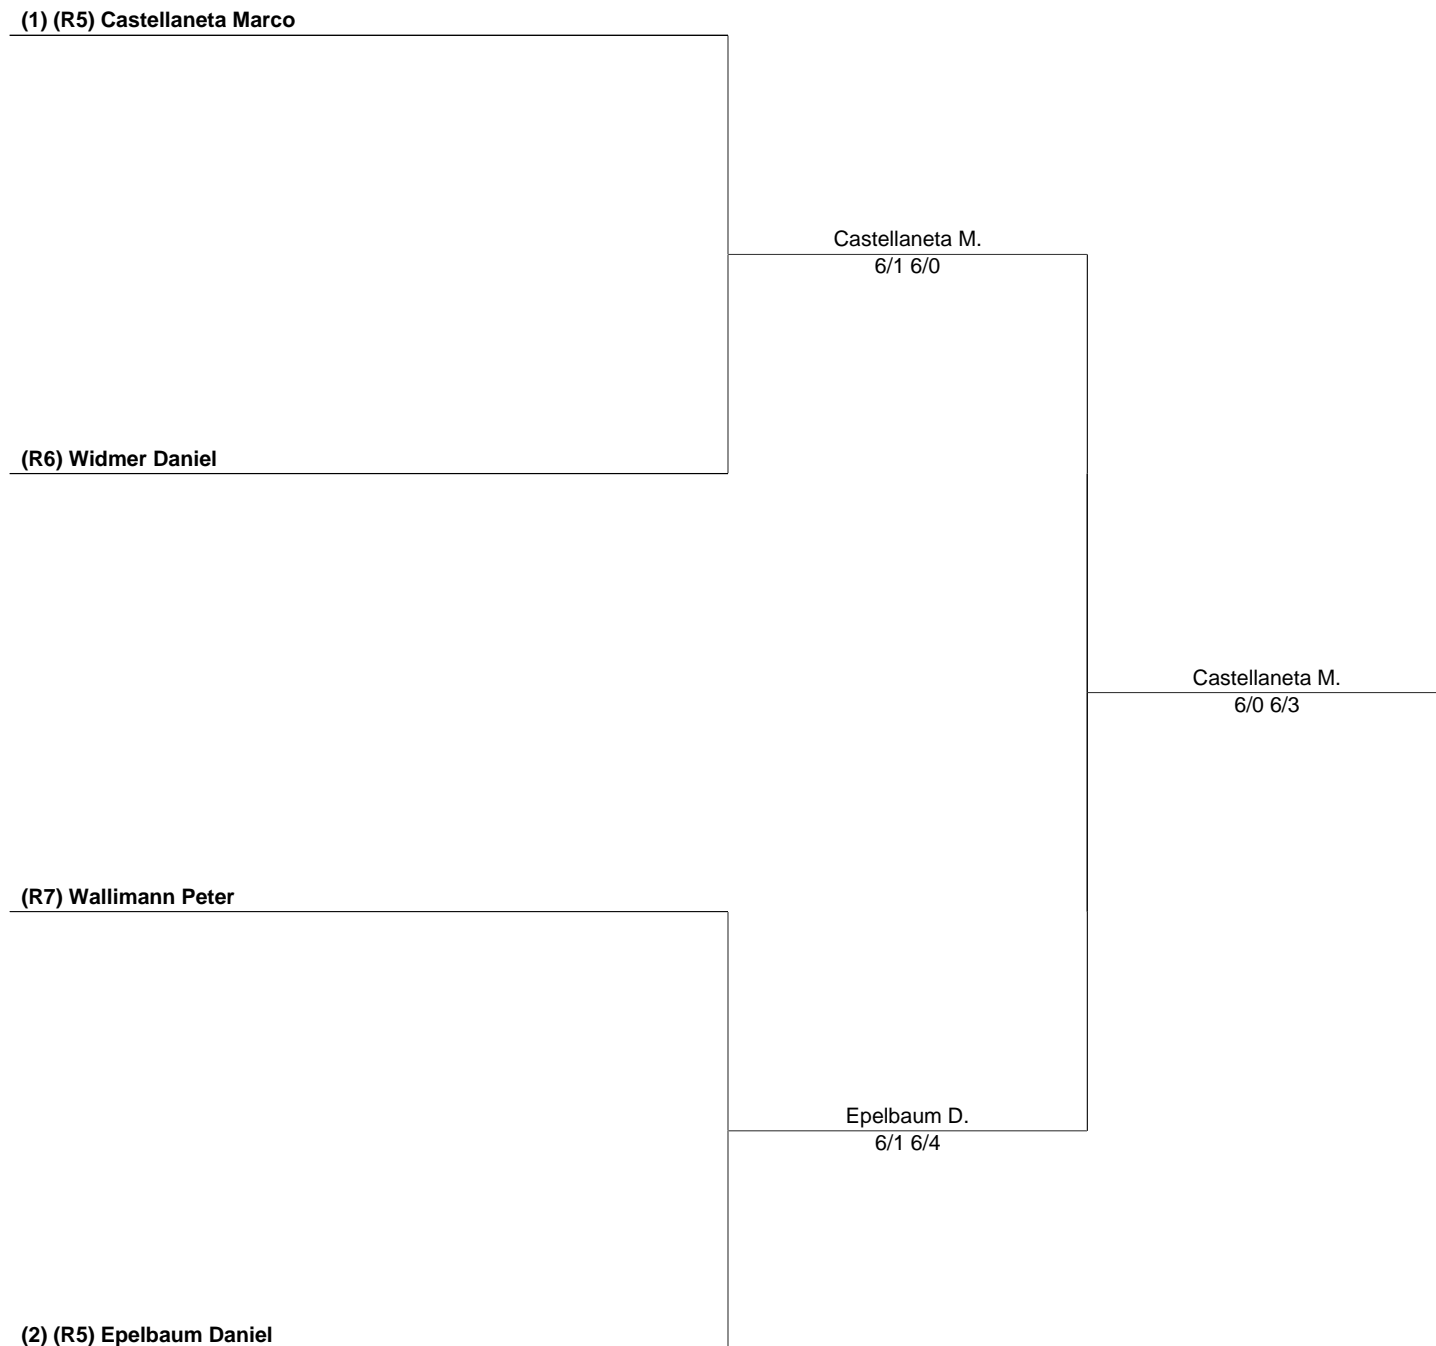 (1) (R5) Castellaneta Marco
Castellaneta M.
6/1 6/0
(R6) Widmer Daniel
Castellaneta M.
6/0 6/3
(R7) Wallimann Peter
Epelbaum D.
6/1 6/4
(2) (R5) Epelbaum Daniel